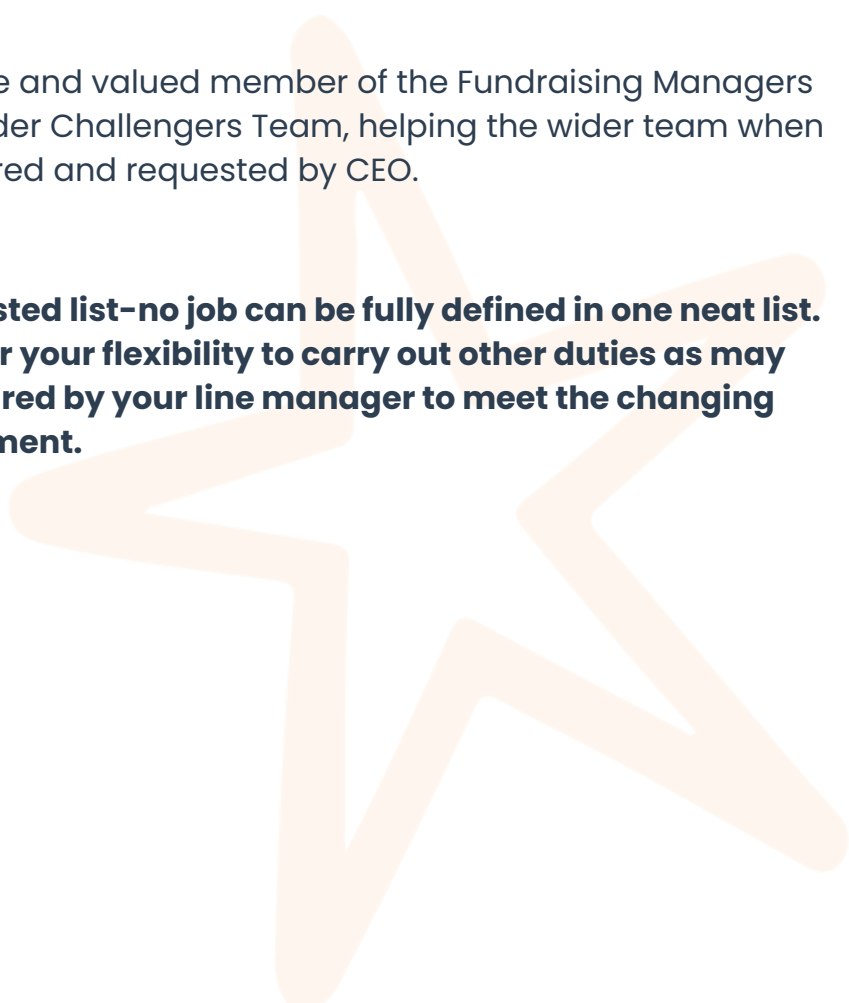 e and valued member of the Fundraising Managers
der Challengers Team, helping the wider team when
red and requested by CEO.
sted list-no job can be fully defined in one neat list.
r your flexibility to carry out other duties as may
red by your line manager to meet the changing
ment.